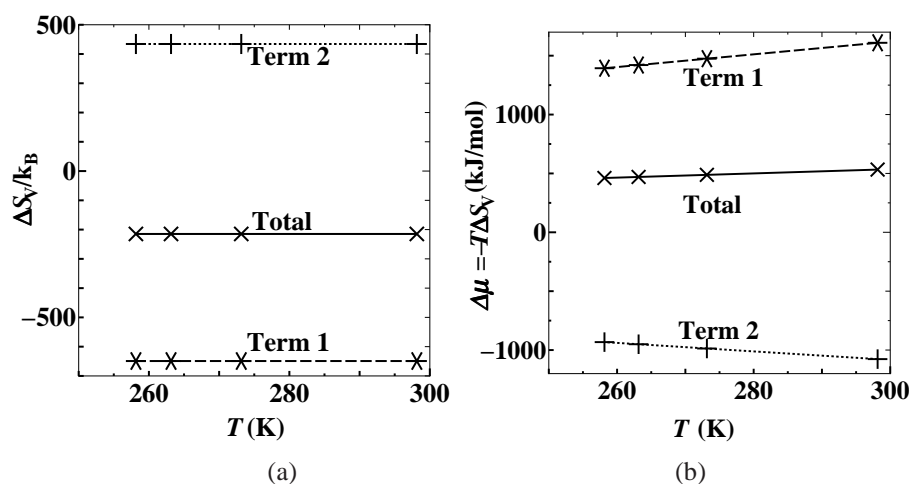 500
0
−500
ΔS_V/k_B
Term 2
Total
Term 1
260
280
300
T (K)
(a)
1000
0
−1000
Δμ =−TΔS_V(kJ/mol)
Term 1
Total
Term 2
260
280
300
T (K)
(b)